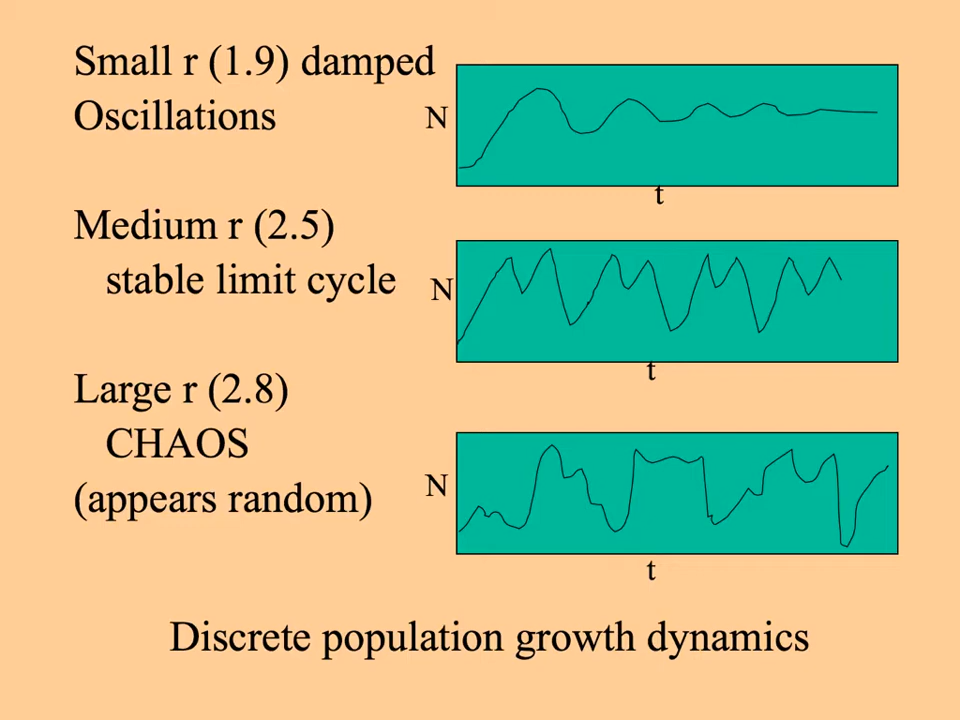 Small r (1.9) damped
Oscillations
N
t
Medium r (2.5)
stable limit cycle
N
t
Large r (2.8)
CHAOS
(appears random)
N
t
Discrete population growth dynamics